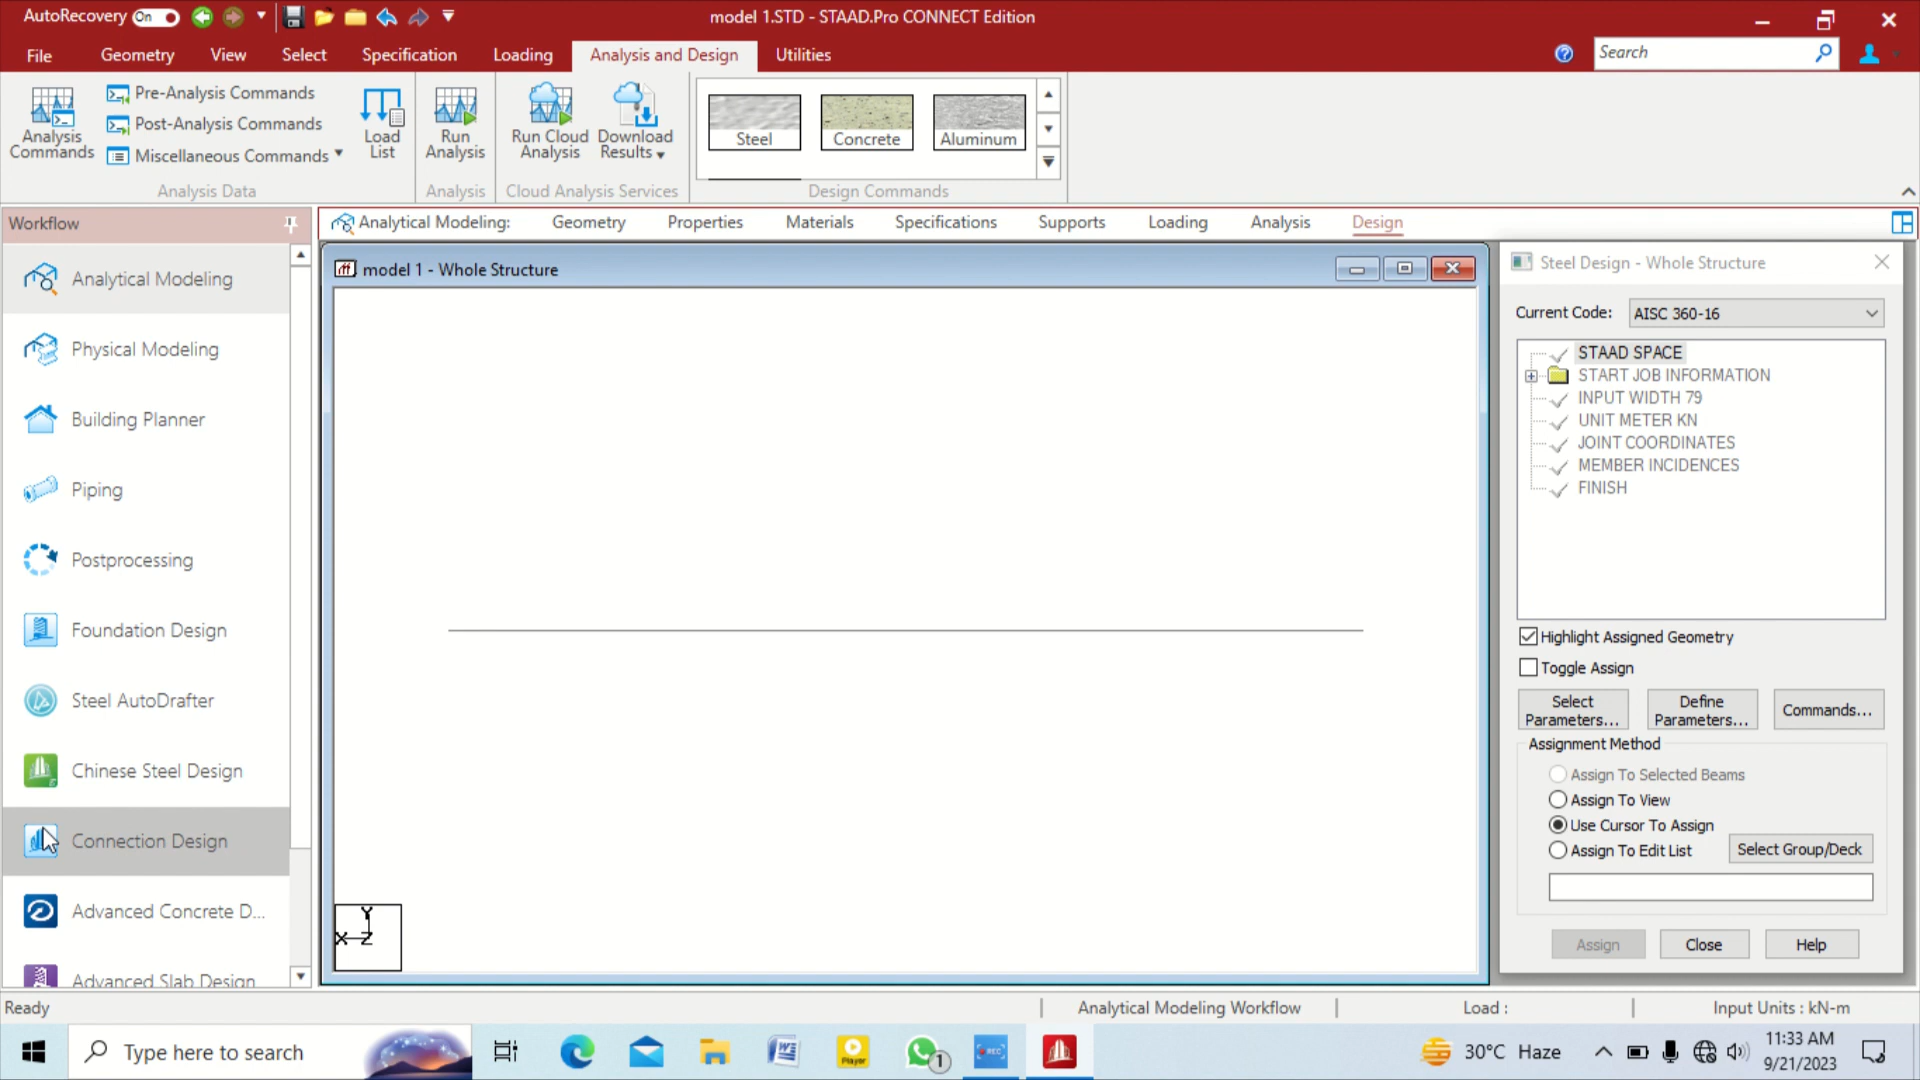 AutoRecovery On
model 1.STD - STAAD.Pro CONNECT Edition
File Geometry View Select Specification Loading Analysis and Design Utilities
Search
Analysis Commands
Pre-Analysis Commands
Post-Analysis Commands
Miscellaneous Commands
Load List
Run Analysis
Run Cloud Analysis
Download Results
Steel
Concrete
Aluminum
Analysis Data
Analysis
Cloud Analysis Services
Design Commands
Workflow
Analytical Modeling: Geometry Properties Materials Specifications Supports Loading Analysis Design
Analytical Modeling
Physical Modeling
Building Planner
Piping
Postprocessing
Foundation Design
Steel AutoDrafter
Chinese Steel Design
Connection Design
Advanced Concrete D...
Advanced Slab Design
model 1 - Whole Structure
Y
X Z
Steel Design - Whole Structure
Current Code: AISC 360-16
STAAD SPACE
START JOB INFORMATION
INPUT WIDTH 79
UNIT METER KN
JOINT COORDINATES
MEMBER INCIDENCES
FINISH
Highlight Assigned Geometry
Toggle Assign
Select Parameters...
Define Parameters...
Commands...
Assignment Method
Assign To Selected Beams
Assign To View
Use Cursor To Assign
Assign To Edit List
Select Group/Deck
Assign Close Help
Ready
Analytical Modeling Workflow
Load :
Input Units : kN-m
Type here to search
W
Player
1
REC
30°C Haze
11:33 AM
9/21/2023